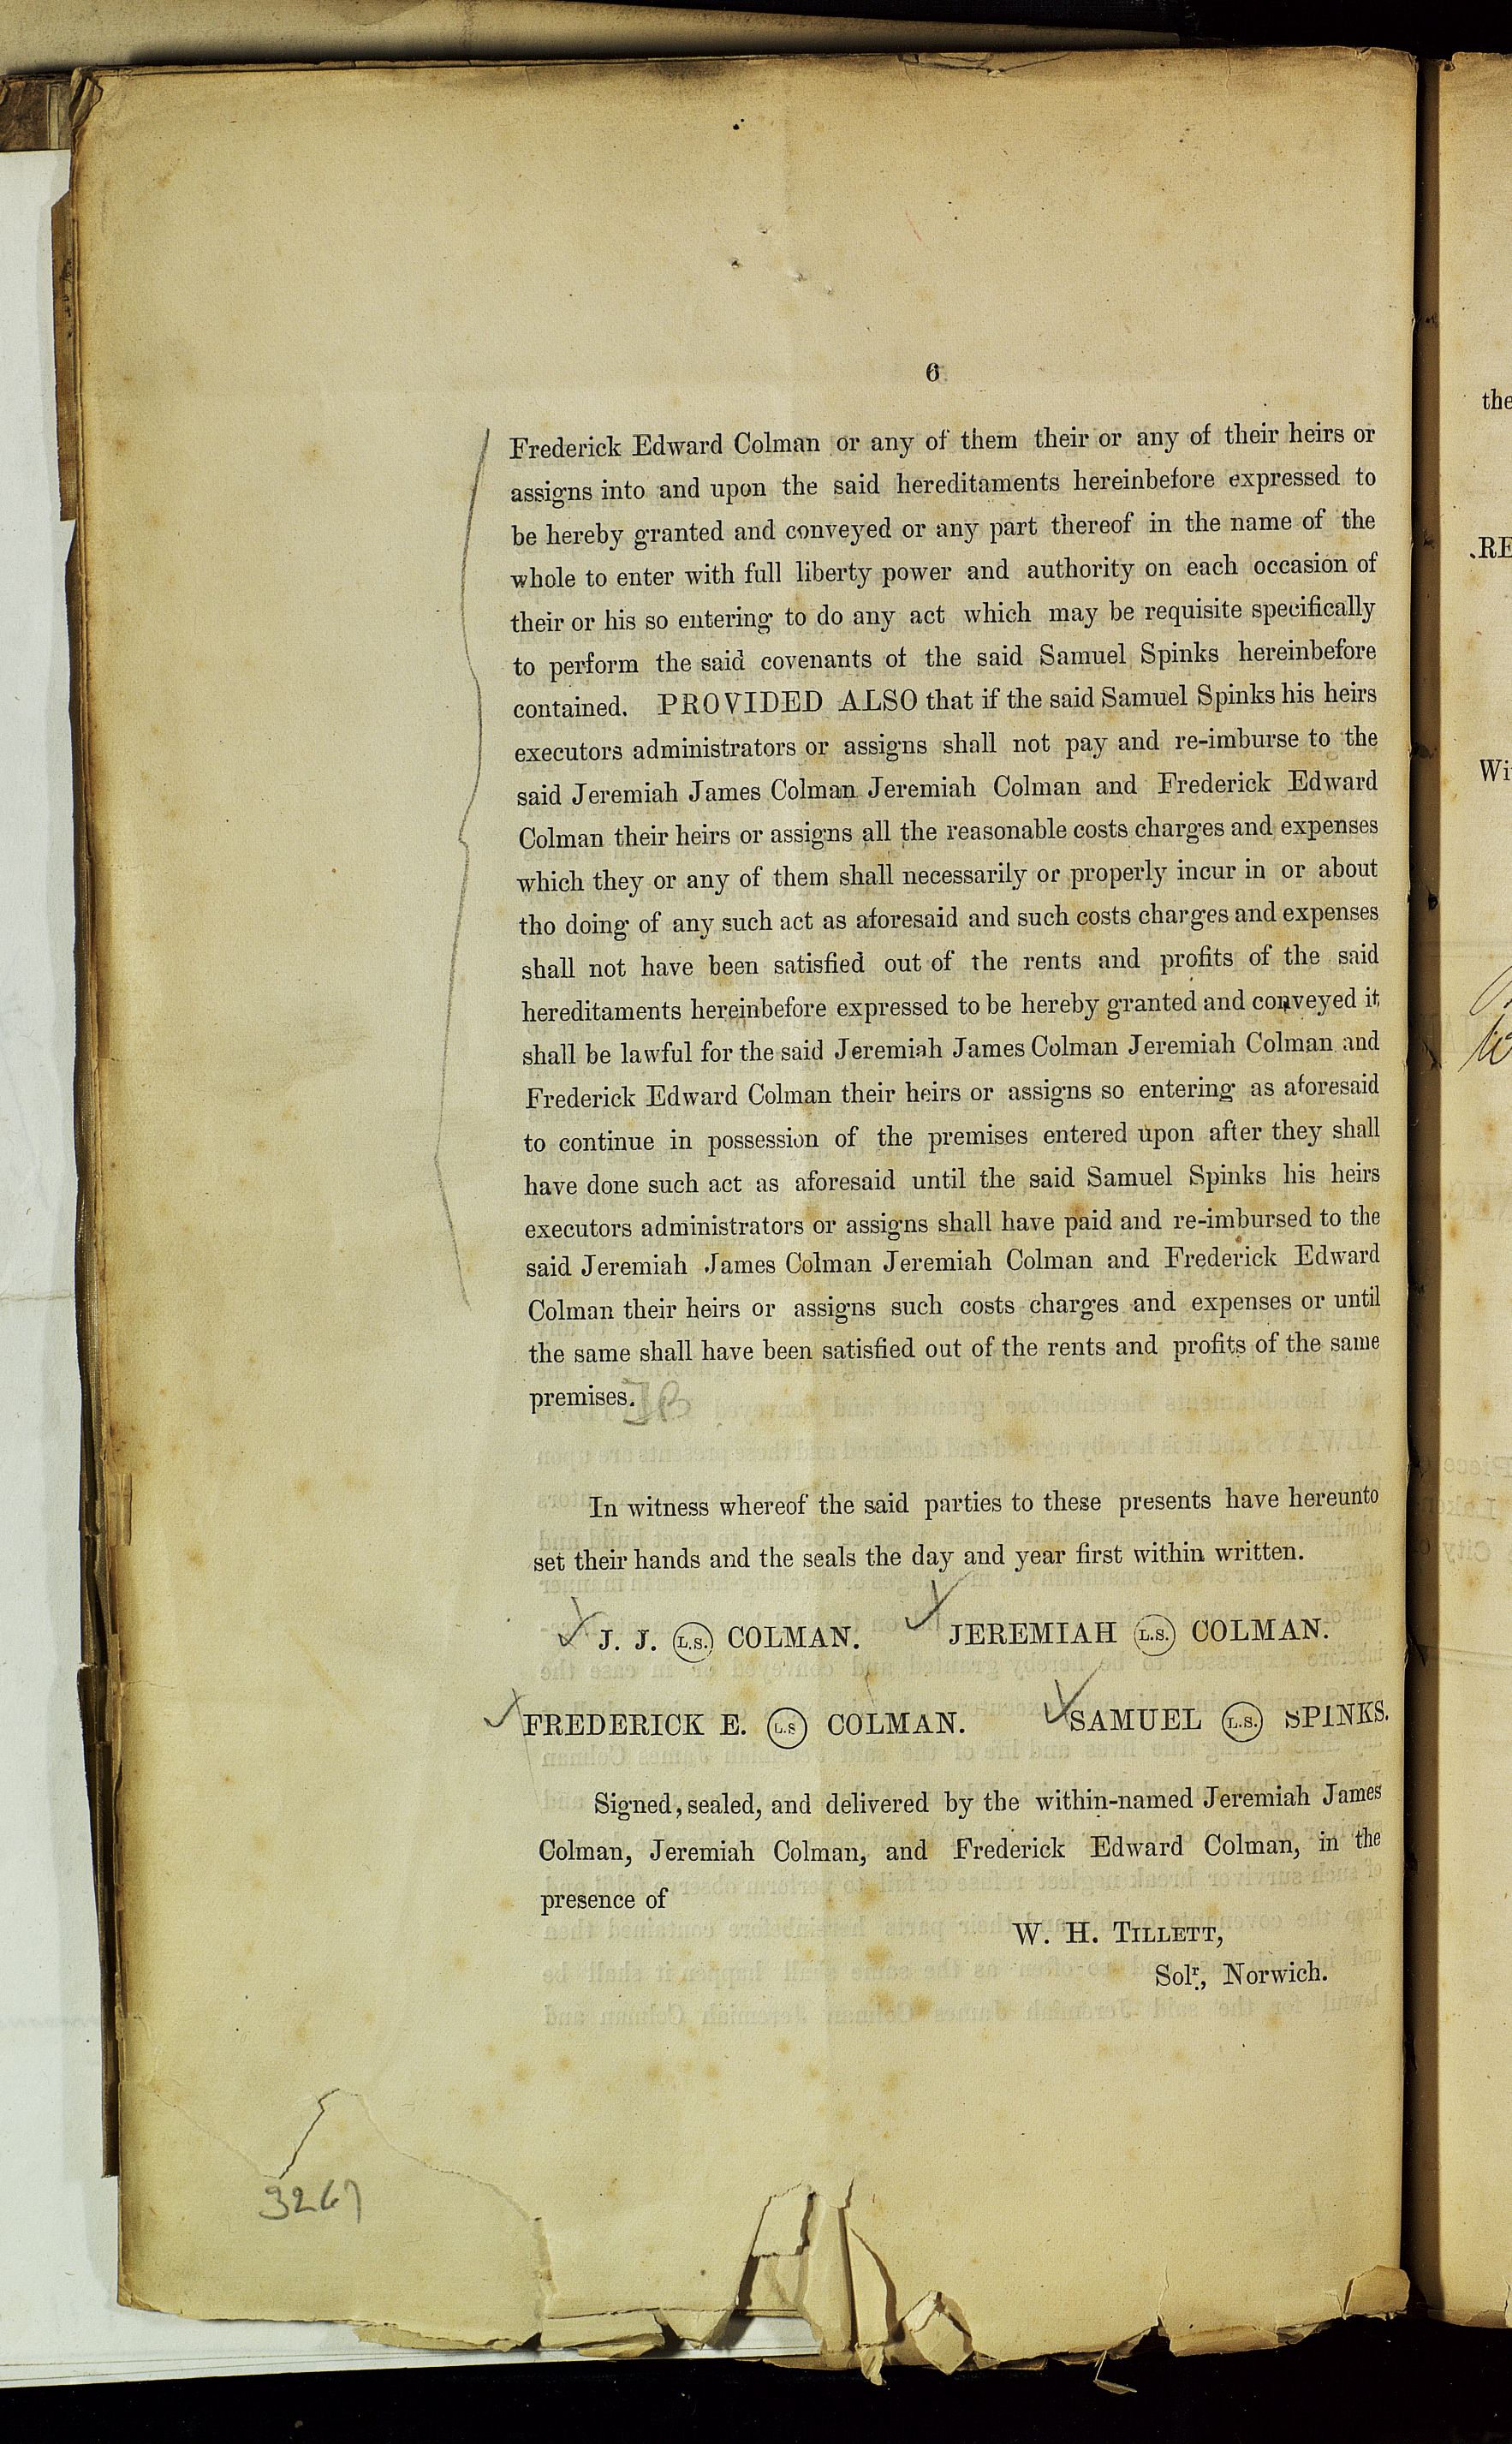 6
Frederick Edward Colman or any of them their or any of their heirs or
assigns into and upon the said hereditaments hereinbefore expressed to
be hereby granted and conveyed or any part thereof in the name of the
whole to enter with full liberty power and authority on each occasion of
their or his so entering to do any act which may be requisite specifically
to perform the said covenants of the said Samuel Spinks hereinbefore
contained. PROVIDED ALSO that if the said Samuel Spinks his heirs
executors administrators or assigns shall not pay and re-imburse to the
said Jeremiah James Colman Jeremiah Colman and Frederick Edward
Colman their heirs or assigns all the reasonable costs charges and expenses
which they or any of them shall necessarily or properly incur in or about
tho doing of any such act as aforesaid and such costs charges and expenses
shall not have been satisfied out of the rents and profits of the said
hereditaments hereinbefore expressed to be hereby granted and conveyed it
shall be lawful for the said Jeremiah James Colman Jeremiah Colman and
Frederick Edward Colman their heirs or assigns so entering as aforesaid
to continue in possession of the premises entered upon after they shall
have done such act as aforesaid until the said Samuel Spinks his heirs
executors administrators or assigns shall have paid and re-imbursed to the
said Jeremiah James Colman Jeremiah Colman and Frederick Edward
Colman their heirs or assigns such costs charges and expenses or until
the same shall have been satisfied out of the rents and profits of the same
premises.
In witness whereof the said parties to these presents have hereunto
set their hands and the seals the day and year first within written.
J. J. L.S. COLMAN. JEREMIAH L.S. COLMAN.
FREDERICK E. L.S COLMAN. SAMUEL L.S. SPINKS.
Signed, sealed, and delivered by the within-named Jeremiah James
Colman, Jeremiah Colman, and Frederick Edward Colman, in the
presence of
W. H. TILLETT,
Solr., Norwich.
3267
the
.RE
Wi